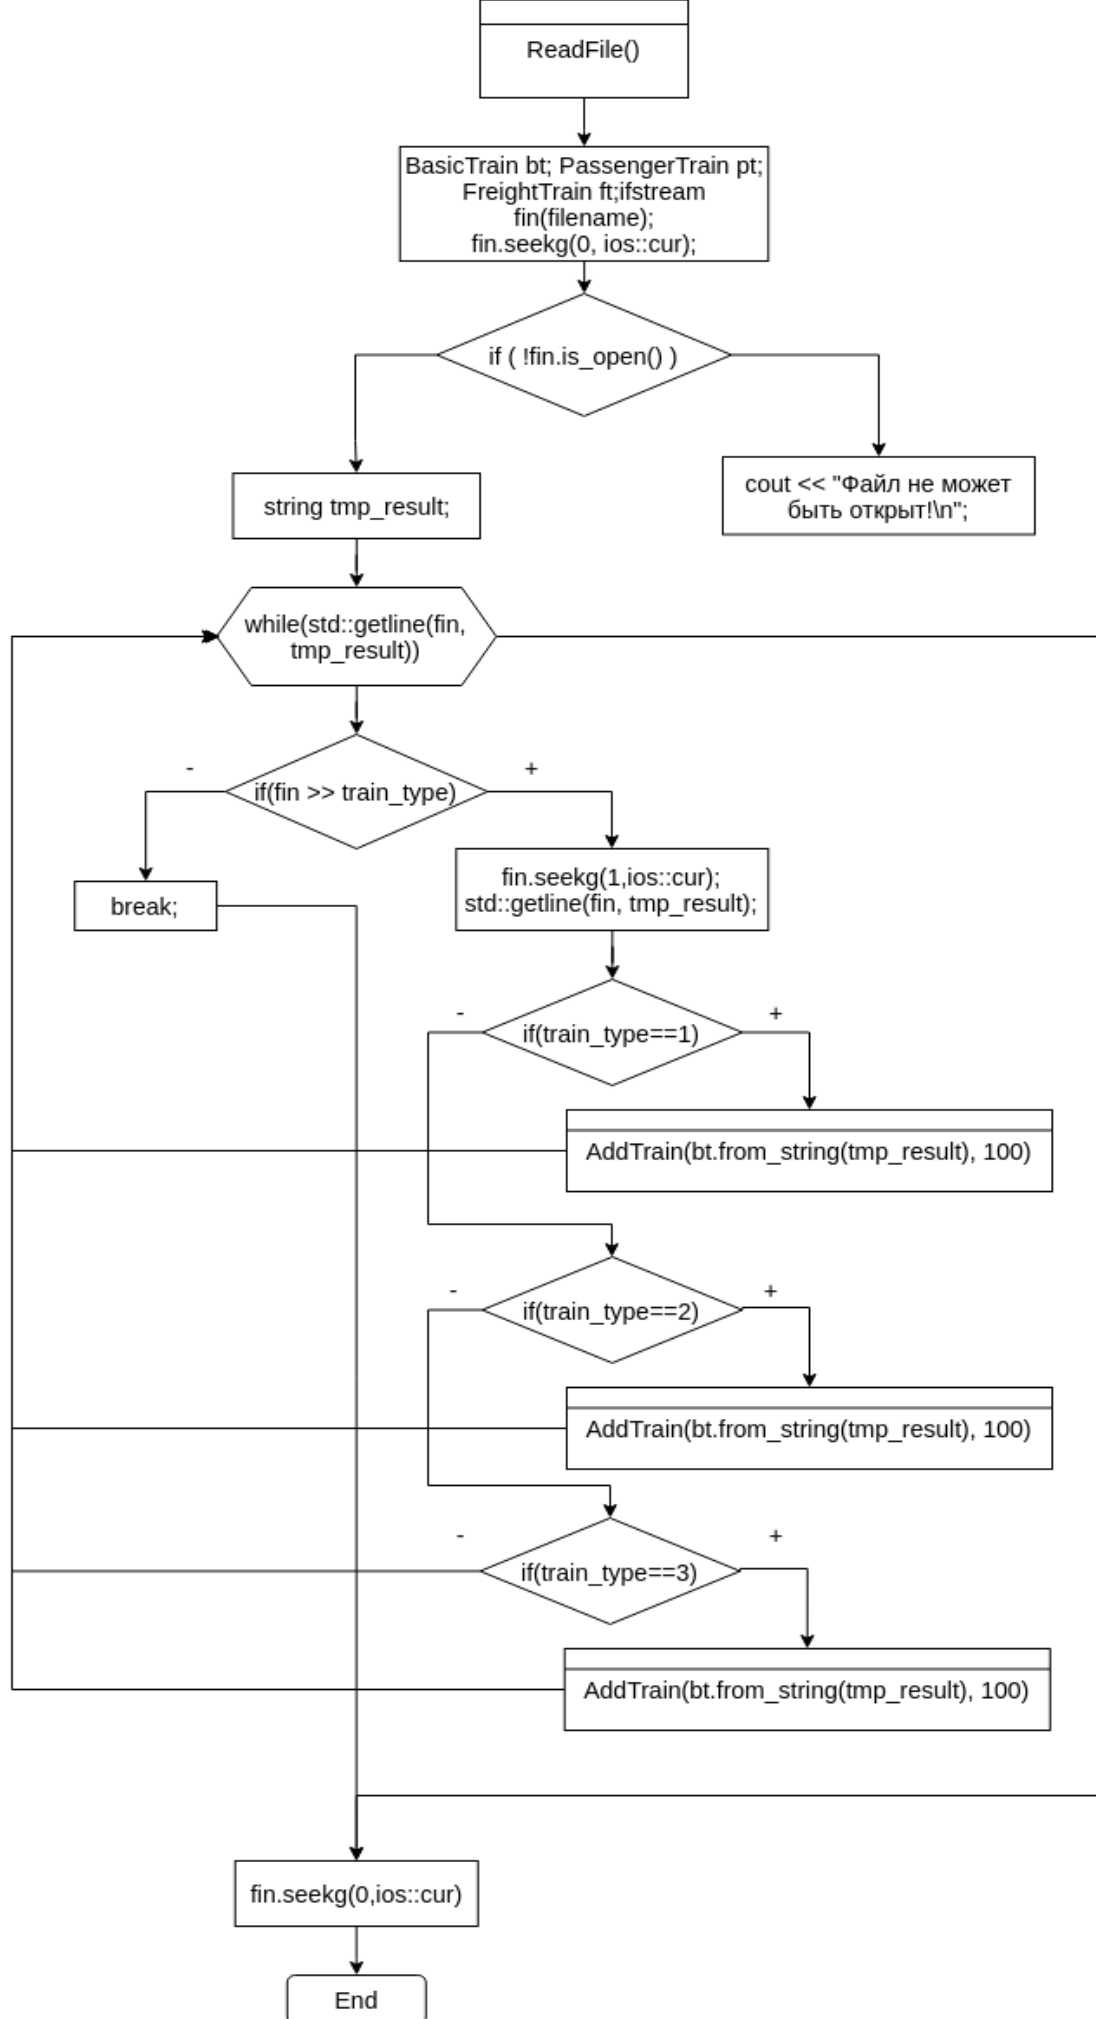 ReadFile()
BasicTrain bt; PassengerTrain pt;
FreightTrain ft;ifstream
fin(filename);
fin.seekg(0, ios::cur);
if ( !fin.is_open() )
string tmp_result;
cout << "Файл не может
быть открыт!\n";
while(std::getline(fin,
tmp_result))
- +
if(fin >> train_type)
break;
fin.seekg(1,ios::cur);
std::getline(fin, tmp_result);
- +
if(train_type==1)
AddTrain(bt.from_string(tmp_result), 100)
- +
if(train_type==2)
AddTrain(bt.from_string(tmp_result), 100)
- +
if(train_type==3)
AddTrain(bt.from_string(tmp_result), 100)
fin.seekg(0,ios::cur)
End